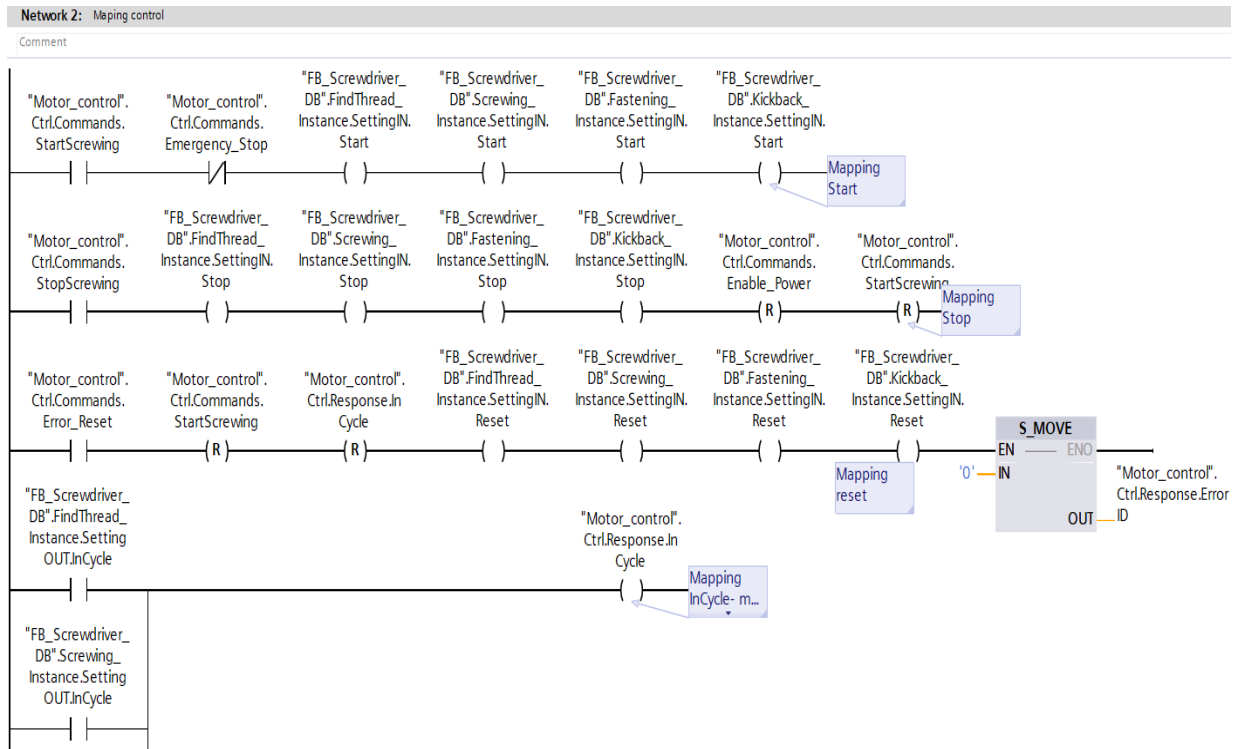 Network 2: Maping control
Comment
"Motor_control".
Ctrl.Commands.
StartScrewing
"Motor_control".
Ctrl.Commands.
Emergency_Stop
"FB_Screwdriver_
DB".FindThread_
Instance.SettingIN.
Start
"FB_Screwdriver_
DB".Screwing_
Instance.SettingIN.
Start
"FB_Screwdriver_
DB".Fastening_
Instance.SettingIN.
Start
"FB_Screwdriver_
DB".Kickback_
Instance.SettingIN.
Start
Mapping
Start
"Motor_control".
Ctrl.Commands.
StopScrewing
"FB_Screwdriver_
DB".FindThread_
Instance.SettingIN.
Stop
"FB_Screwdriver_
DB".Screwing_
Instance.SettingIN.
Stop
"FB_Screwdriver_
DB".Fastening_
Instance.SettingIN.
Stop
"FB_Screwdriver_
DB".Kickback_
Instance.SettingIN.
Stop
"Motor_control".
Ctrl.Commands.
Enable_Power
R
"Motor_control".
Ctrl.Commands.
StartScrewing
R
Mapping
Stop
"Motor_control".
Ctrl.Commands.
Error_Reset
"Motor_control".
Ctrl.Commands.
StartScrewing
R
"Motor_control".
Ctrl.Response.In
Cycle
R
"FB_Screwdriver_
DB".FindThread_
Instance.SettingIN.
Reset
"FB_Screwdriver_
DB".Screwing_
Instance.SettingIN.
Reset
"FB_Screwdriver_
DB".Fastening_
Instance.SettingIN.
Reset
"FB_Screwdriver_
DB".Kickback_
Instance.SettingIN.
Reset
Mapping
reset
S_MOVE
EN ENO
'0' IN
OUT
"Motor_control".
Ctrl.Response.Error
ID
"FB_Screwdriver_
DB".FindThread_
Instance.Setting
OUT.InCycle
"Motor_control".
Ctrl.Response.In
Cycle
Mapping
InCycle- m...
"FB_Screwdriver_
DB".Screwing_
Instance.Setting
OUT.InCycle